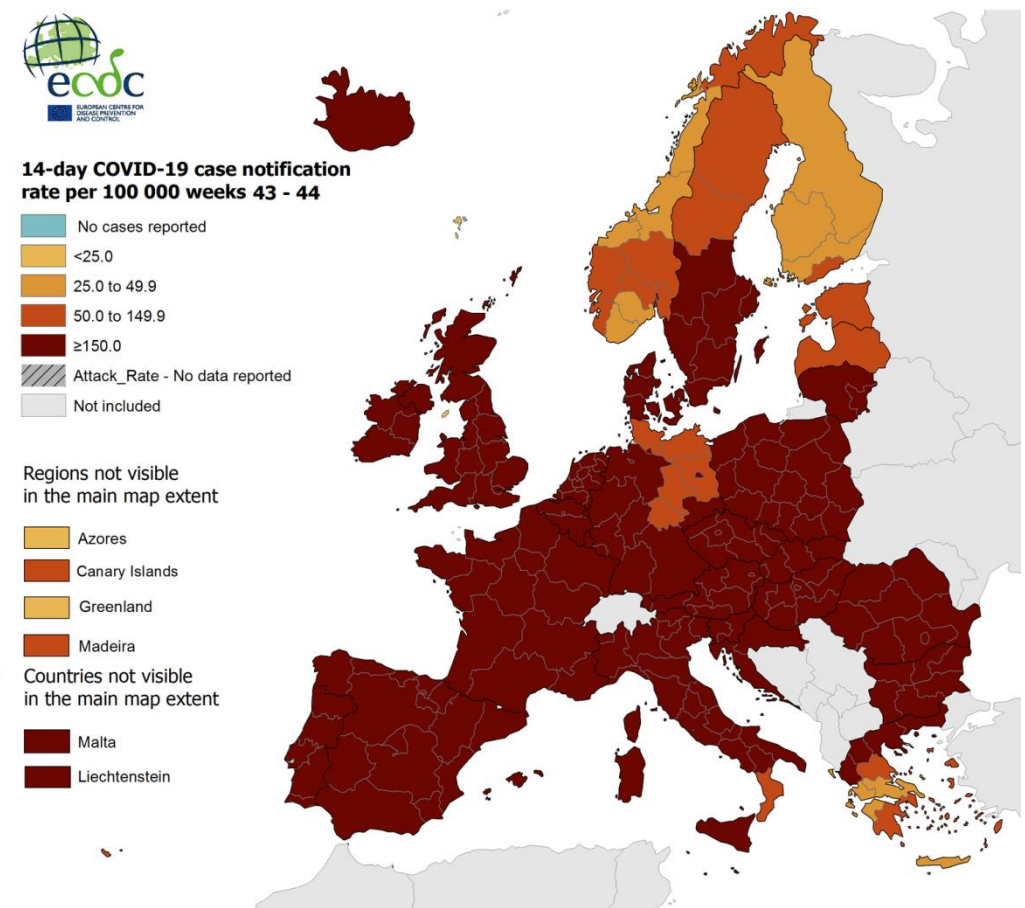 ecdc
EUROPEAN CENTRE FOR
DISEASE PREVENTION
AND CONTROL
14-day COVID-19 case notification
rate per 100 000 weeks 43 - 44
No cases reported
<25.0
25.0 to 49.9
50.0 to 149.9
≥150.0
Attack_Rate - No data reported
Not included
Regions not visible
in the main map extent
Azores
Canary Islands
Greenland
Madeira
Countries not visible
in the main map extent
Malta
Liechtenstein